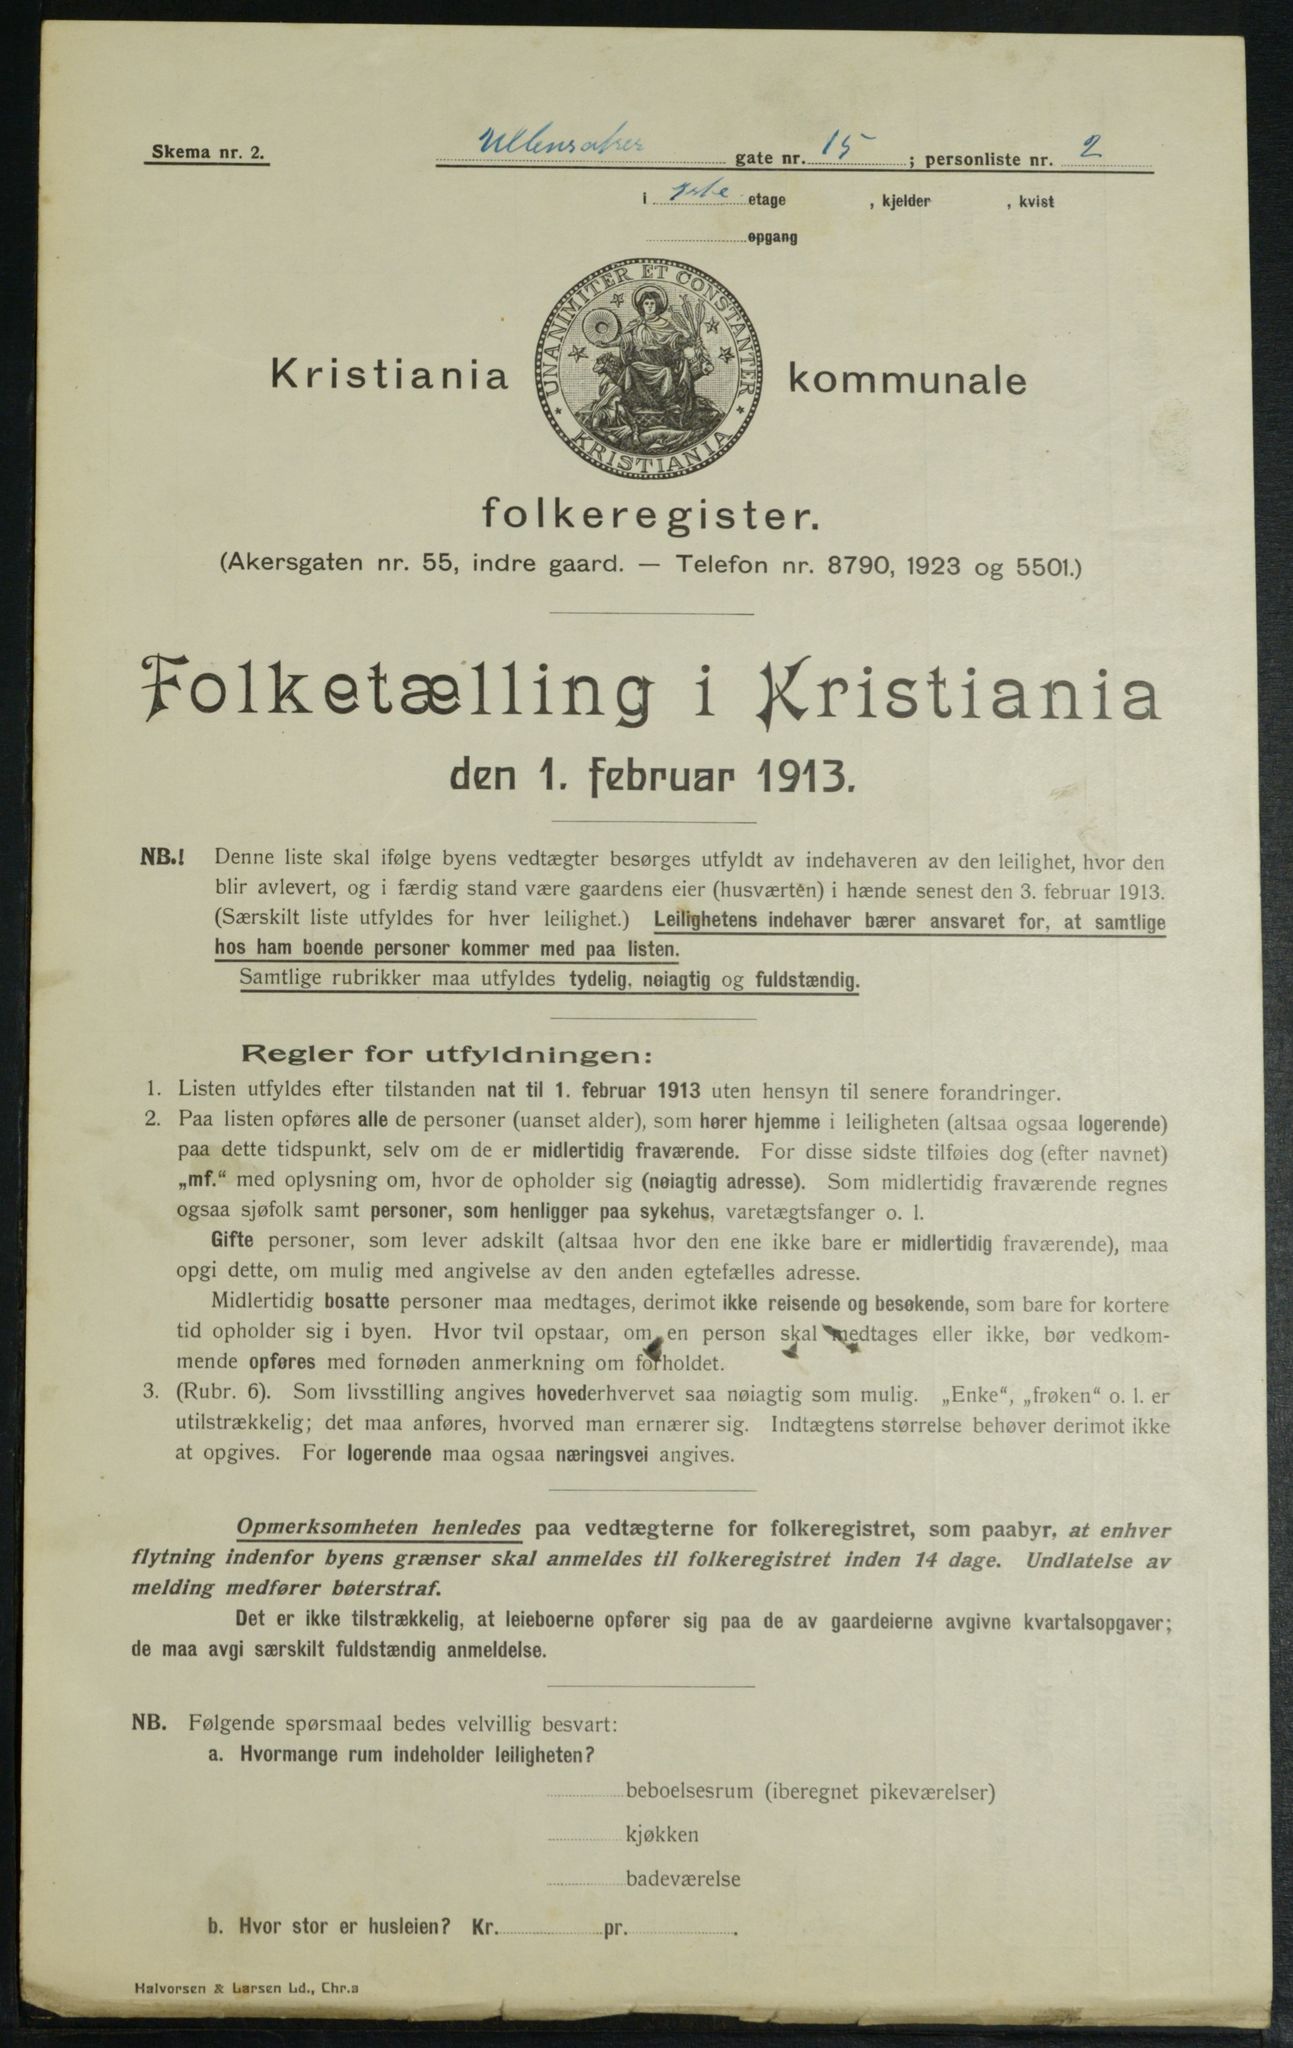 Skema nr. 2.
Ullensaker gate nr. 15 ; personliste nr. 2
i 1ste etage , kjelder , kvist
opgang
UNANIMITER ET CONSTANTER
KRISTIANIA
Kristiania kommunale
folkeregister.
(Akersgaten nr. 55, indre gaard. — Telefon nr. 8790, 1923 og 5501.)
Folketælling i Kristiania
den 1. februar 1913.
NB.! Denne liste skal ifølge byens vedtægter besørges utfyldt av indehaveren av den leilighet, hvor den
blir avlevert, og i færdig stand være gaardens eier (husværten) i hænde senest den 3. februar 1913.
(Særskilt liste utfyldes for hver leilighet.) Leilighetens indehaver bærer ansvaret for, at samtlige
hos ham boende personer kommer med paa listen.
Samtlige rubrikker maa utfyldes tydelig, nøiagtig og fuldstændig.
Regler for utfyldningen:
1. Listen utfyldes efter tilstanden nat til 1. februar 1913 uten hensyn til senere forandringer.
2. Paa listen opføres alle de personer (uanset alder), som hører hjemme i leiligheten (altsaa ogsaa logerende)
paa dette tidspunkt, selv om de er midlertidig fraværende. For disse sidste tilføies dog (efter navnet)
„mf.“ med oplysning om, hvor de opholder sig (nøiagtig adresse). Som midlertidig fraværende regnes
ogsaa sjøfolk samt personer, som henligger paa sykehus, varetægtsfanger o. l.
Gifte personer, som lever adskilt (altsaa hvor den ene ikke bare er midlertidig fraværende), maa
opgi dette, om mulig med angivelse av den anden egtefælles adresse.
Midlertidig bosatte personer maa medtages, derimot ikke reisende og besøkende, som bare for kortere
tid opholder sig i byen. Hvor tvil opstaar, om en person skal medtages eller ikke, bør vedkom-
mende opføres med fornøden anmerkning om forholdet.
3. (Rubr. 6). Som livsstilling angives hovederhvervet saa nøiagtig som mulig. „Enke“, „frøken“ o. l. er
utilstrækkelig; det maa anføres, hvorved man ernærer sig. Indtægtens størrelse behøver derimot ikke
at opgives. For logerende maa ogsaa næringsvei angives.
Opmerksomheten henledes paa vedtægterne for folkeregistret, som paabyr, at enhver
flytning indenfor byens grænser skal anmeldes til folkeregistret inden 14 dage. Undlatelse av
melding medfører bøterstraf.
Det er ikke tilstrækkelig, at leieboerne opfører sig paa de av gaardeierne avgivne kvartalsopgaver;
de maa avgi særskilt fuldstændig anmeldelse.
NB. Følgende spørsmaal bedes velvillig besvart:
a. Hvormange rum indeholder leiligheten?
beboelsesrum (iberegnet pikeværelser)
kjøkken
badeværelse
b. Hvor stor er husleien? Kr. pr. .
Halvorsen & Larsen Ld., Chr.a